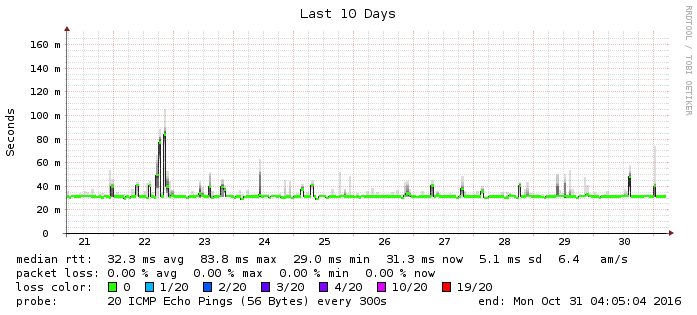 Last 10 Days
RRDTOOL / TOBI OETIKER
Seconds
160 m
140 m
120 m
100 m
80 m
60 m
40 m
20 m
0
21 22 23 24 25 26 27 28 29 30
median rtt: 32.3 ms avg 83.8 ms max 29.0 ms min 31.3 ms now 5.1 ms sd 6.4 am/s
packet loss: 0.00 % avg 0.00 % max 0.00 % min 0.00 % now
loss color: 0 1/20 2/20 3/20 4/20 10/20 19/20
probe: 20 ICMP Echo Pings (56 Bytes) every 300s end: Mon Oct 31 04:05:04 2016